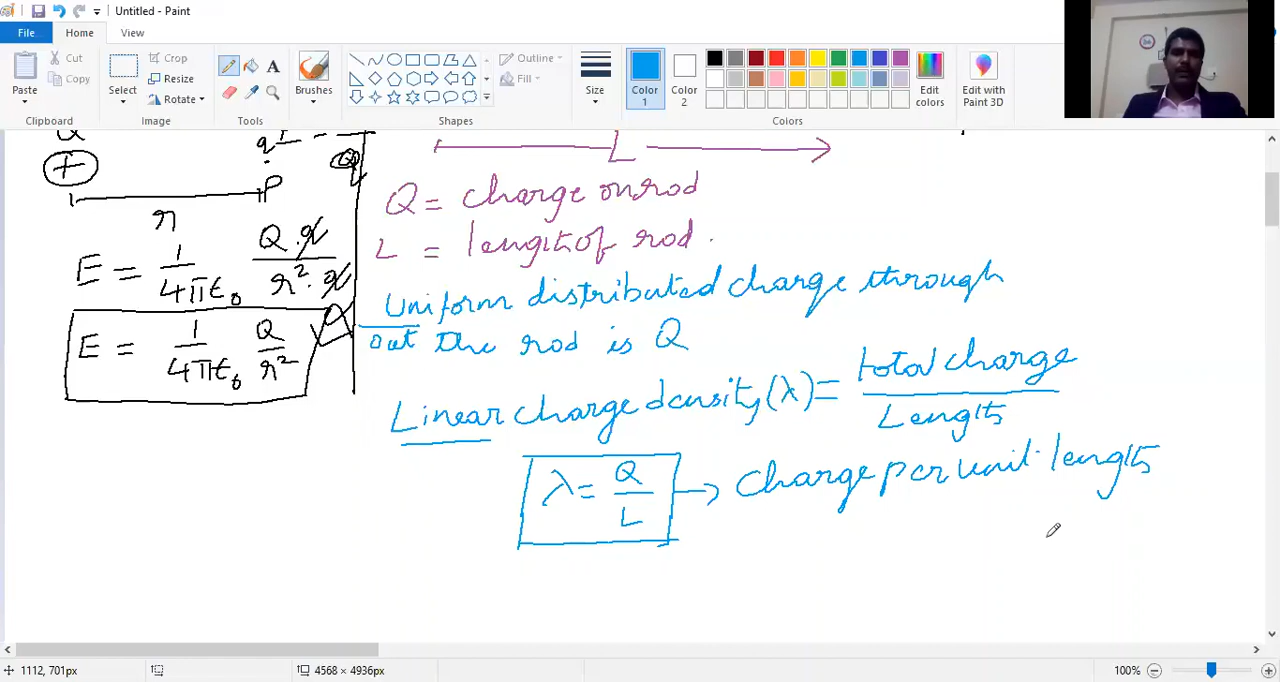 Untitled - Paint
File
Home
View
Paste
Cut
Copy
Clipboard
Select
Crop
Resize
Rotate
Image
Tools
Brushes
Shapes
Outline
Fill
Size
Color 1
Color 2
Colors
Edit colors
Edit with Paint 3D
Q
q
+
P
r
E = 1/4πϵ₀ Q·q/r²·q
E = 1/4πϵ₀ Q/r²
L
Q = charge on rod
L = length of rod.
Uniform distributed charge through
out the rod is Q
Linear charge density (λ) = total charge / Length
λ = Q/L → charge per unit length
1112, 701px
4568 × 4936px
100%